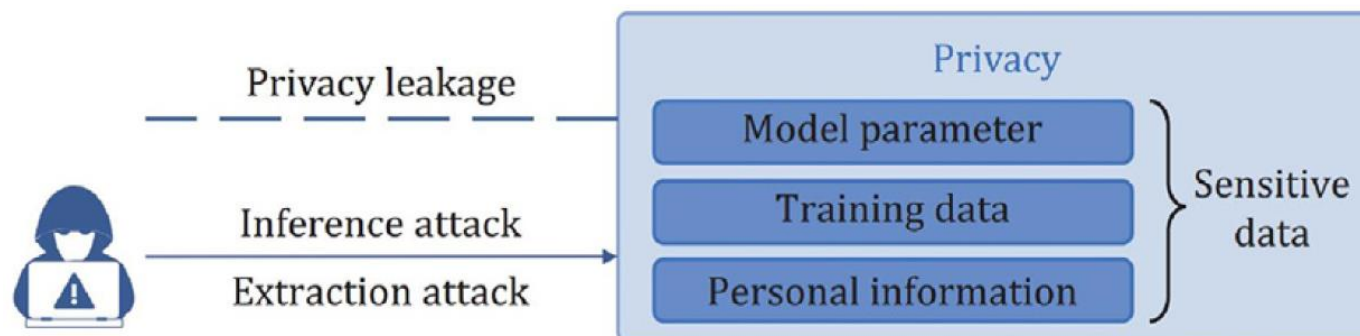 Privacy leakage
Inference attack
Extraction attack
Privacy
Model parameter
Training data
Personal information
Sensitive
data